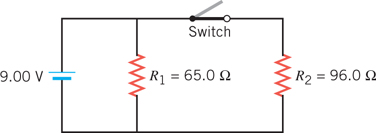 Switch
9.00 V
R1 = 65.0 Ω
R2 = 96.0 Ω